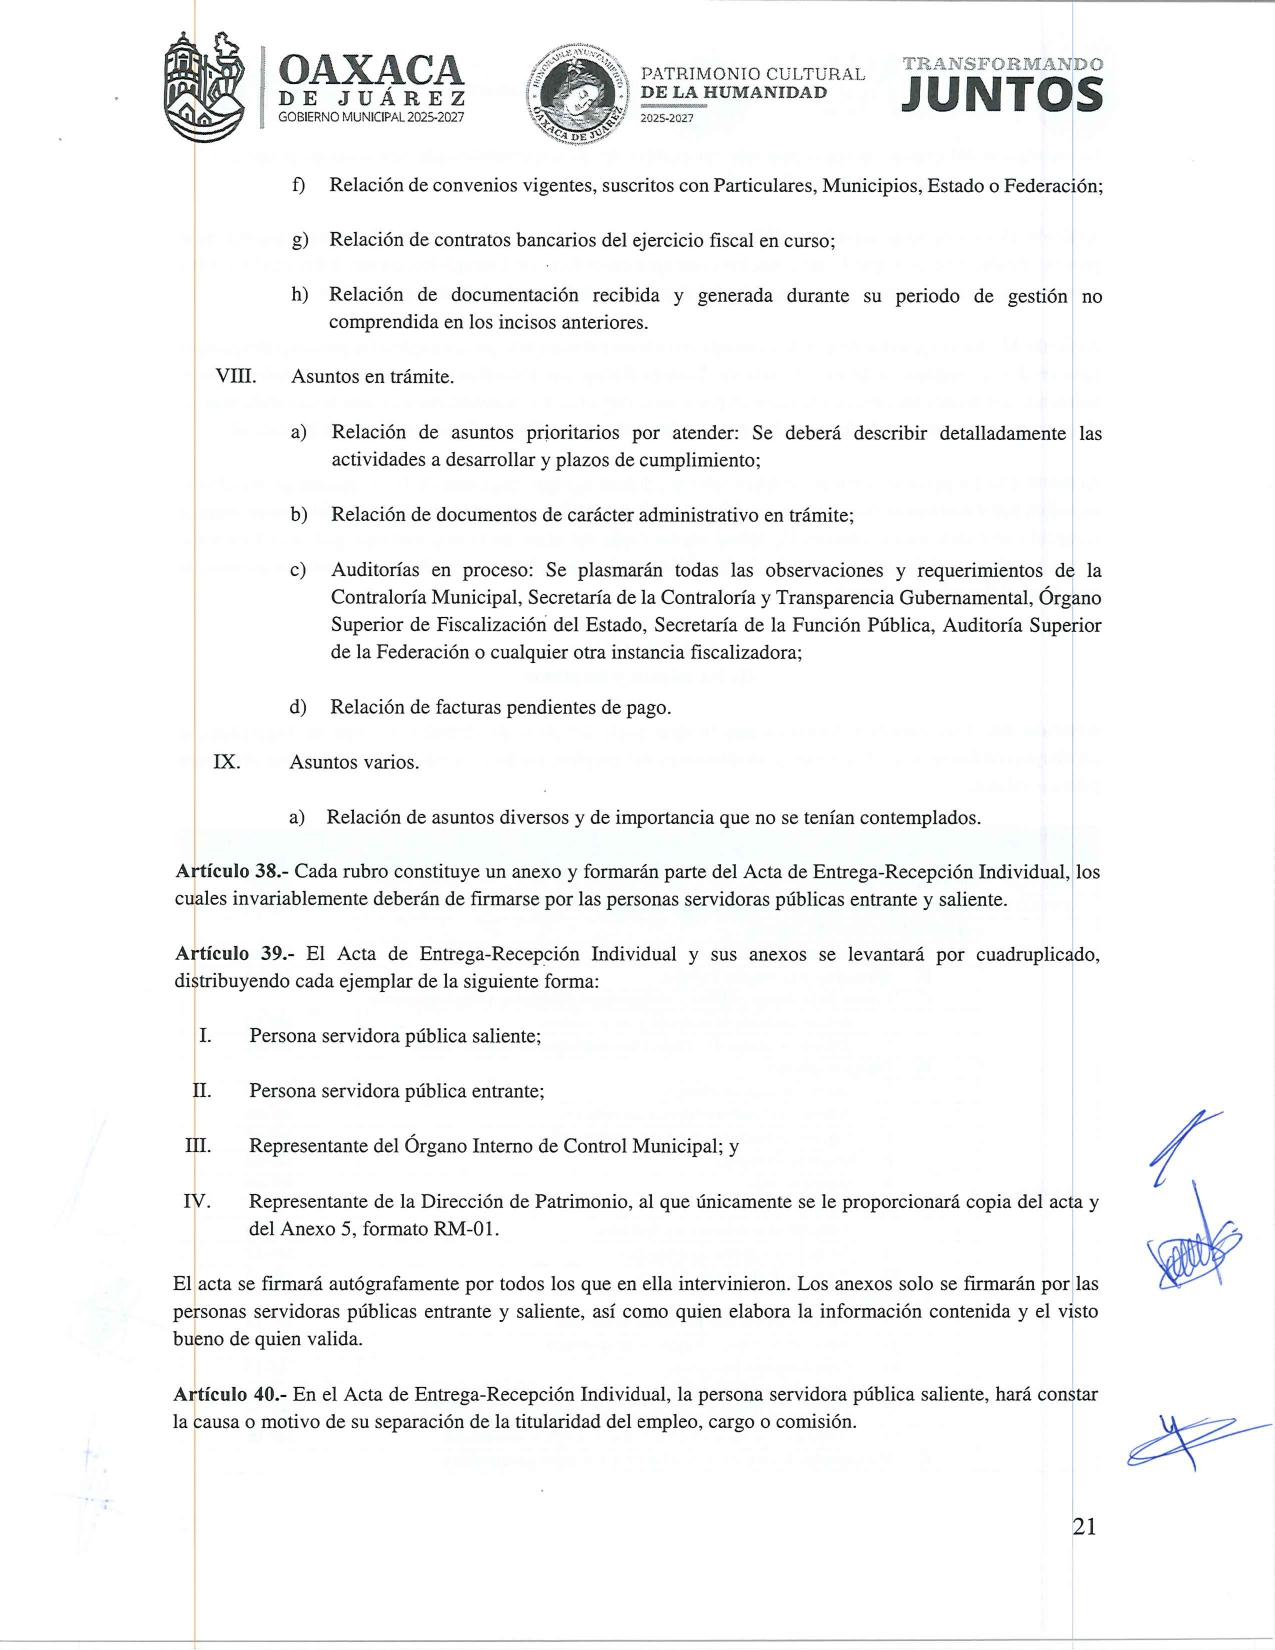 OAXACA
DE JUÁREZ
GOBIERNO MUNICIPAL 2025-2027
HONORABLE AYUNTAMIENTO
OAXACA DE JUÁREZ
PATRIMONIO CULTURAL
DE LA HUMANIDAD
2025-2027
TRANSFORMANDO
JUNTOS
f) Relación de convenios vigentes, suscritos con Particulares, Municipios, Estado o Federación;
g) Relación de contratos bancarios del ejercicio fiscal en curso;
h) Relación de documentación recibida y generada durante su periodo de gestión no
comprendida en los incisos anteriores.
VIII. Asuntos en trámite.
a) Relación de asuntos prioritarios por atender: Se deberá describir detalladamente las
actividades a desarrollar y plazos de cumplimiento;
b) Relación de documentos de carácter administrativo en trámite;
c) Auditorías en proceso: Se plasmarán todas las observaciones y requerimientos de la
Contraloría Municipal, Secretaría de la Contraloría y Transparencia Gubernamental, Órgano
Superior de Fiscalización del Estado, Secretaría de la Función Pública, Auditoría Superior
de la Federación o cualquier otra instancia fiscalizadora;
d) Relación de facturas pendientes de pago.
IX. Asuntos varios.
a) Relación de asuntos diversos y de importancia que no se tenían contemplados.
Artículo 38.- Cada rubro constituye un anexo y formarán parte del Acta de Entrega-Recepción Individual, los
cuales invariablemente deberán de firmarse por las personas servidoras públicas entrante y saliente.
Artículo 39.- El Acta de Entrega-Recepción Individual y sus anexos se levantará por cuadruplicado,
distribuyendo cada ejemplar de la siguiente forma:
I. Persona servidora pública saliente;
II. Persona servidora pública entrante;
III. Representante del Órgano Interno de Control Municipal; y
IV. Representante de la Dirección de Patrimonio, al que únicamente se le proporcionará copia del acta y
del Anexo 5, formato RM-01.
El acta se firmará autógrafamente por todos los que en ella intervinieron. Los anexos solo se firmarán por las
personas servidoras públicas entrante y saliente, así como quien elabora la información contenida y el visto
bueno de quien valida.
Artículo 40.- En el Acta de Entrega-Recepción Individual, la persona servidora pública saliente, hará constar
la causa o motivo de su separación de la titularidad del empleo, cargo o comisión.
21